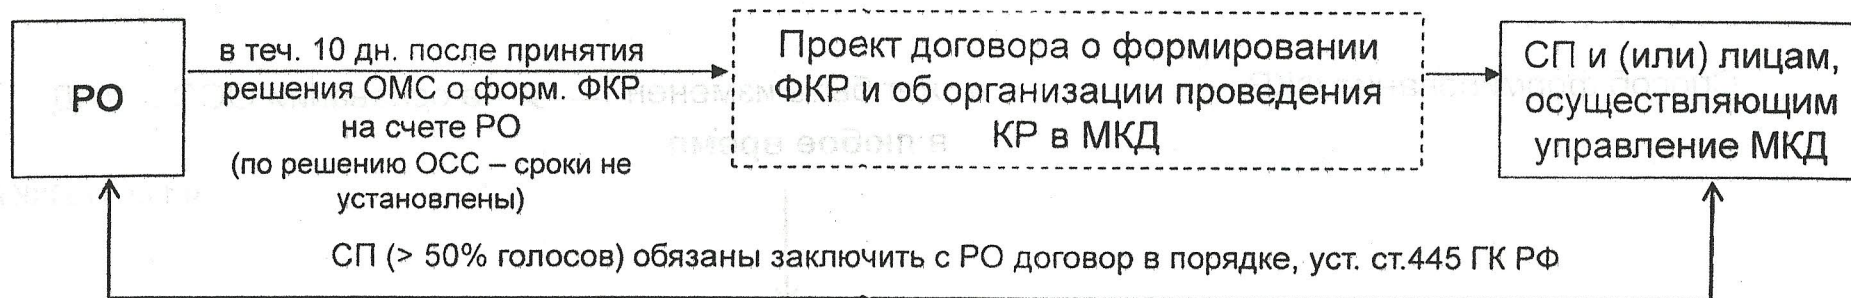 РО
в теч. 10 дн. после принятия
решения ОМС о форм. ФКР
на счете РО
(по решению ОСС – сроки не
установлены)
Проект договора о формировании
ФКР и об организации проведения
КР в МКД
СП и (или) лицам,
осуществляющим
управление МКД
СП (> 50% голосов) обязаны заключить с РО договор в порядке, уст. ст.445 ГК РФ